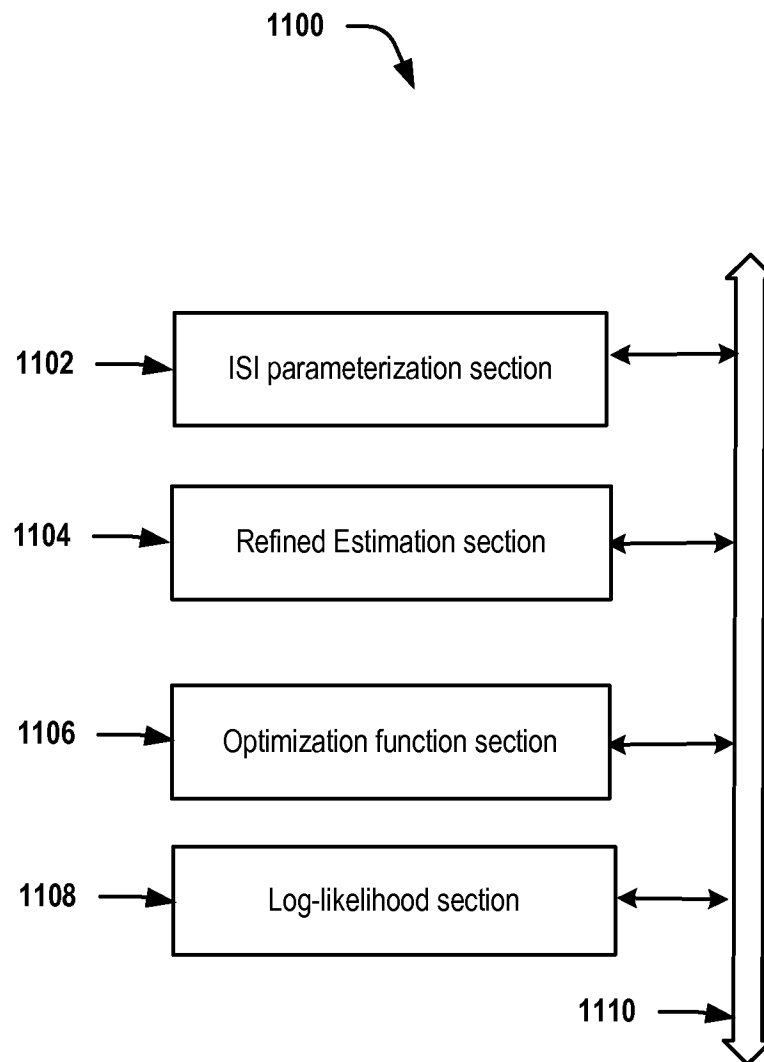 1100
1102 ISI parameterization section
1104 Refined Estimation section
1106 Optimization function section
1108 Log-likelihood section
1110